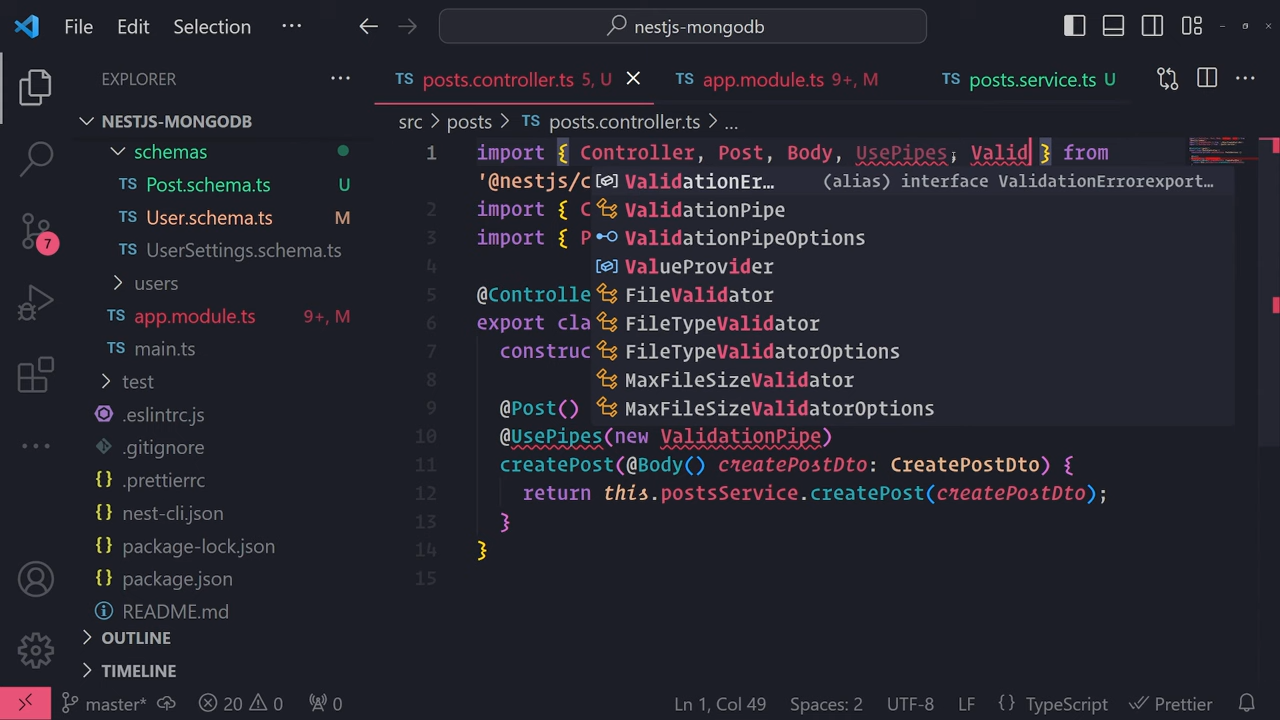 File Edit Selection ··· nestjs-mongodb
EXPLORER ···
TS posts.controller.ts 5, U TS app.module.ts 9+, M TS posts.service.ts U ···
NESTJS-MONGODB
schemas
TS Post.schema.ts U
TS User.schema.ts M
TS UserSettings.schema.ts
users
TS app.module.ts 9+, M
TS main.ts
test
.eslintrc.js
.gitignore
{} .prettierrc
{} nest-cli.json
{} package-lock.json
{} package.json
README.md
OUTLINE
TIMELINE
7
src > posts > TS posts.controller.ts > ...
1 import { Controller, Post, Body, UsePipes, Valid } from
'@nestjs/c
2 import { C
3 import { P
4
5 @Controlle
6 export cla
7 construc
8
9 @Post()
10 @UsePipes(new ValidationPipe)
11 createPost(@Body() createPostDto: CreatePostDto) {
12 return this.postsService.createPost(createPostDto);
13 }
14 }
15
ValidationEr… (alias) interface ValidationErrorexport…
ValidationPipe
ValidationPipeOptions
ValueProvider
FileValidator
FileTypeValidator
FileTypeValidatorOptions
MaxFileSizeValidator
MaxFileSizeValidatorOptions
master* 20 0 0 Ln 1, Col 49 Spaces: 2 UTF-8 LF {} TypeScript Prettier